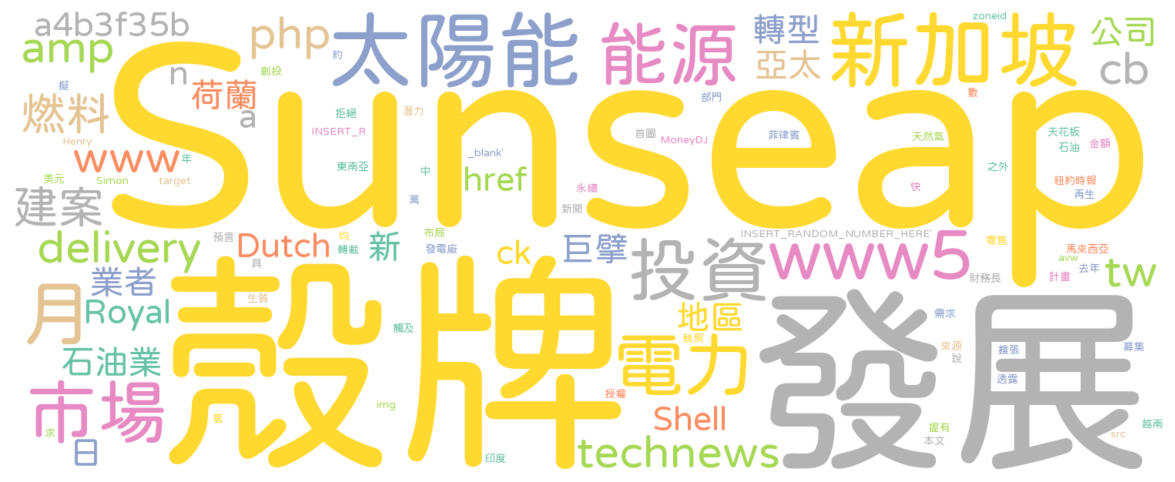 a4b3f35b
amp
php
約
太陽能
能源
轉型
亞太
新加坡
zoneid
公司
cb
n
創投
擬
荷蘭
a
燃料
Henry
www
年
美元
Simon
target
建案
Sunseap
拒絕
INSERT_R
東南亞
潛力
_blank'
中
href
萬
部門
首圖
MoneyDJ
菲律賓
永續
新聞
數
天然氣
天花板
石油
金額
之外
紐約時報
快
再生
INSERT_RANDOM_NUMBER_HERE'
delivery
預言
Dutch
均
轉載
新
布局
發電廠
ck
巨擘
投資
www5
零售
馬來西亞
avw
去年
計畫
財務長
tw
具
業者
月
Royal
生質
殼牌
觸及
地區
執照
電力
發展
需求
來源
說
擴張
募集
透露
石油業
市場
氫
求
日
img
授權
Shell
technews
印度
握有
本文
越南
src